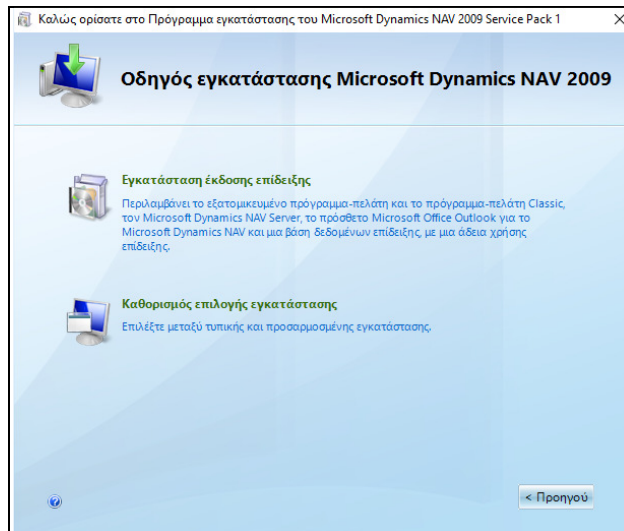 Καλώς ορίσατε στο Πρόγραμμα εγκατάστασης του Microsoft Dynamics NAV 2009 Service Pack 1
Οδηγός εγκατάστασης Microsoft Dynamics NAV 2009
Εγκατάσταση έκδοσης επίδειξης
Περιλαμβάνει το εξατομικευμένο πρόγραμμα-πελάτη και το πρόγραμμα-πελάτη Classic,
τον Microsoft Dynamics NAV Server, το πρόσθετο Microsoft Office Outlook για το
Microsoft Dynamics NAV και μια βάση δεδομένων επίδειξης, με μια άδεια χρήσης
επίδειξης.
Καθορισμός επιλογής εγκατάστασης
Επιλέξτε μεταξύ τυπικής και προσαρμοσμένης εγκατάστασης.
< Προηγού